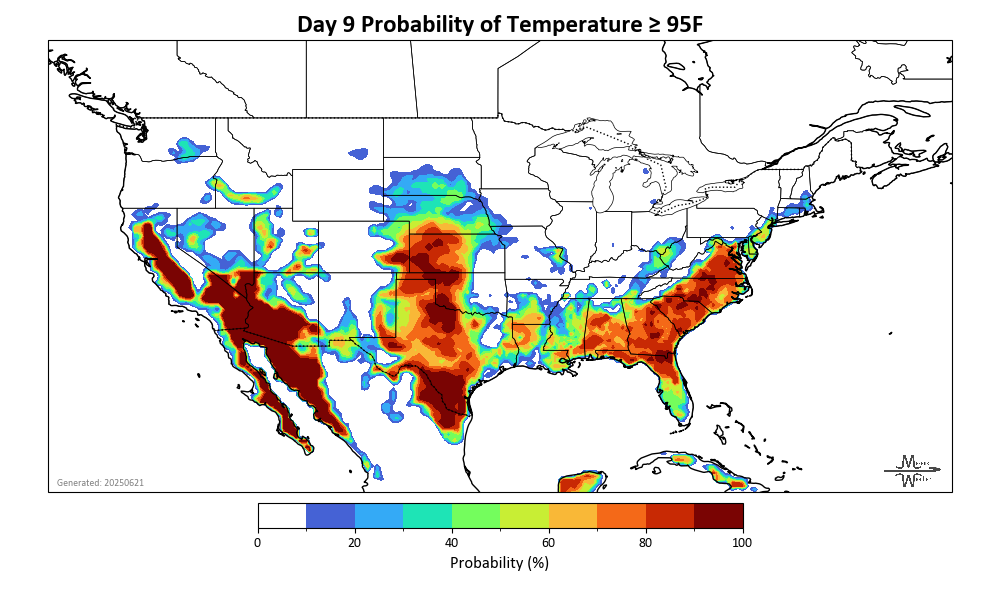 Day 9 Probability of Temperature ≥ 95F
Generated: 20250621
0 20 40 60 80 100
Probability (%)